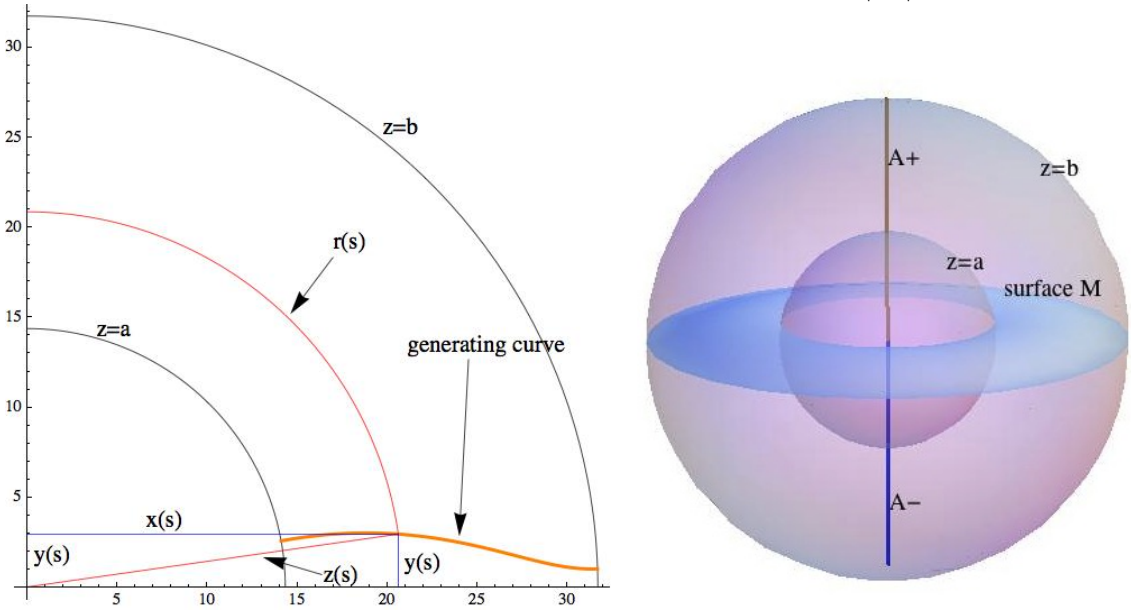 30
25
20
15
10
5
z=b
r(s)
z=a
generating curve
x(s)
y(s)
z(s)
y(s)
5
10
15
20
25
30
A+
z=b
z=a
surface M
A−